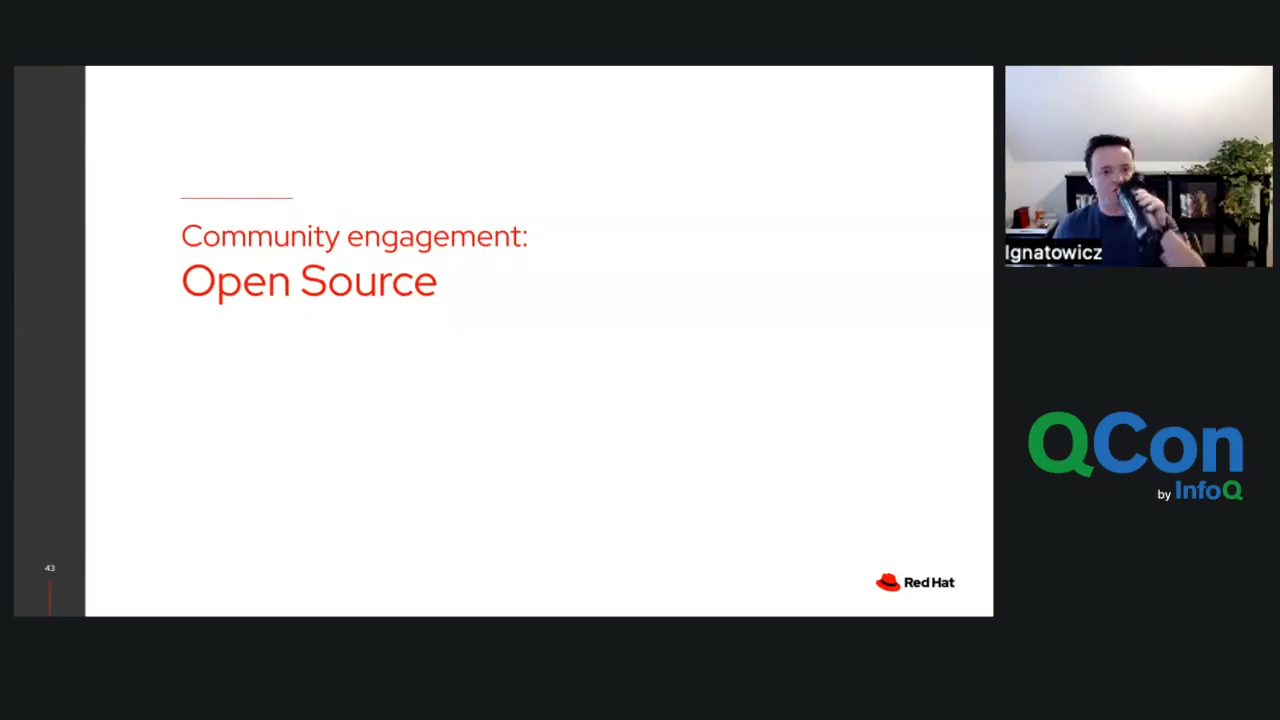 Community engagement:
Open Source
43
Red Hat
Ignatowicz
QCon
by InfoQ